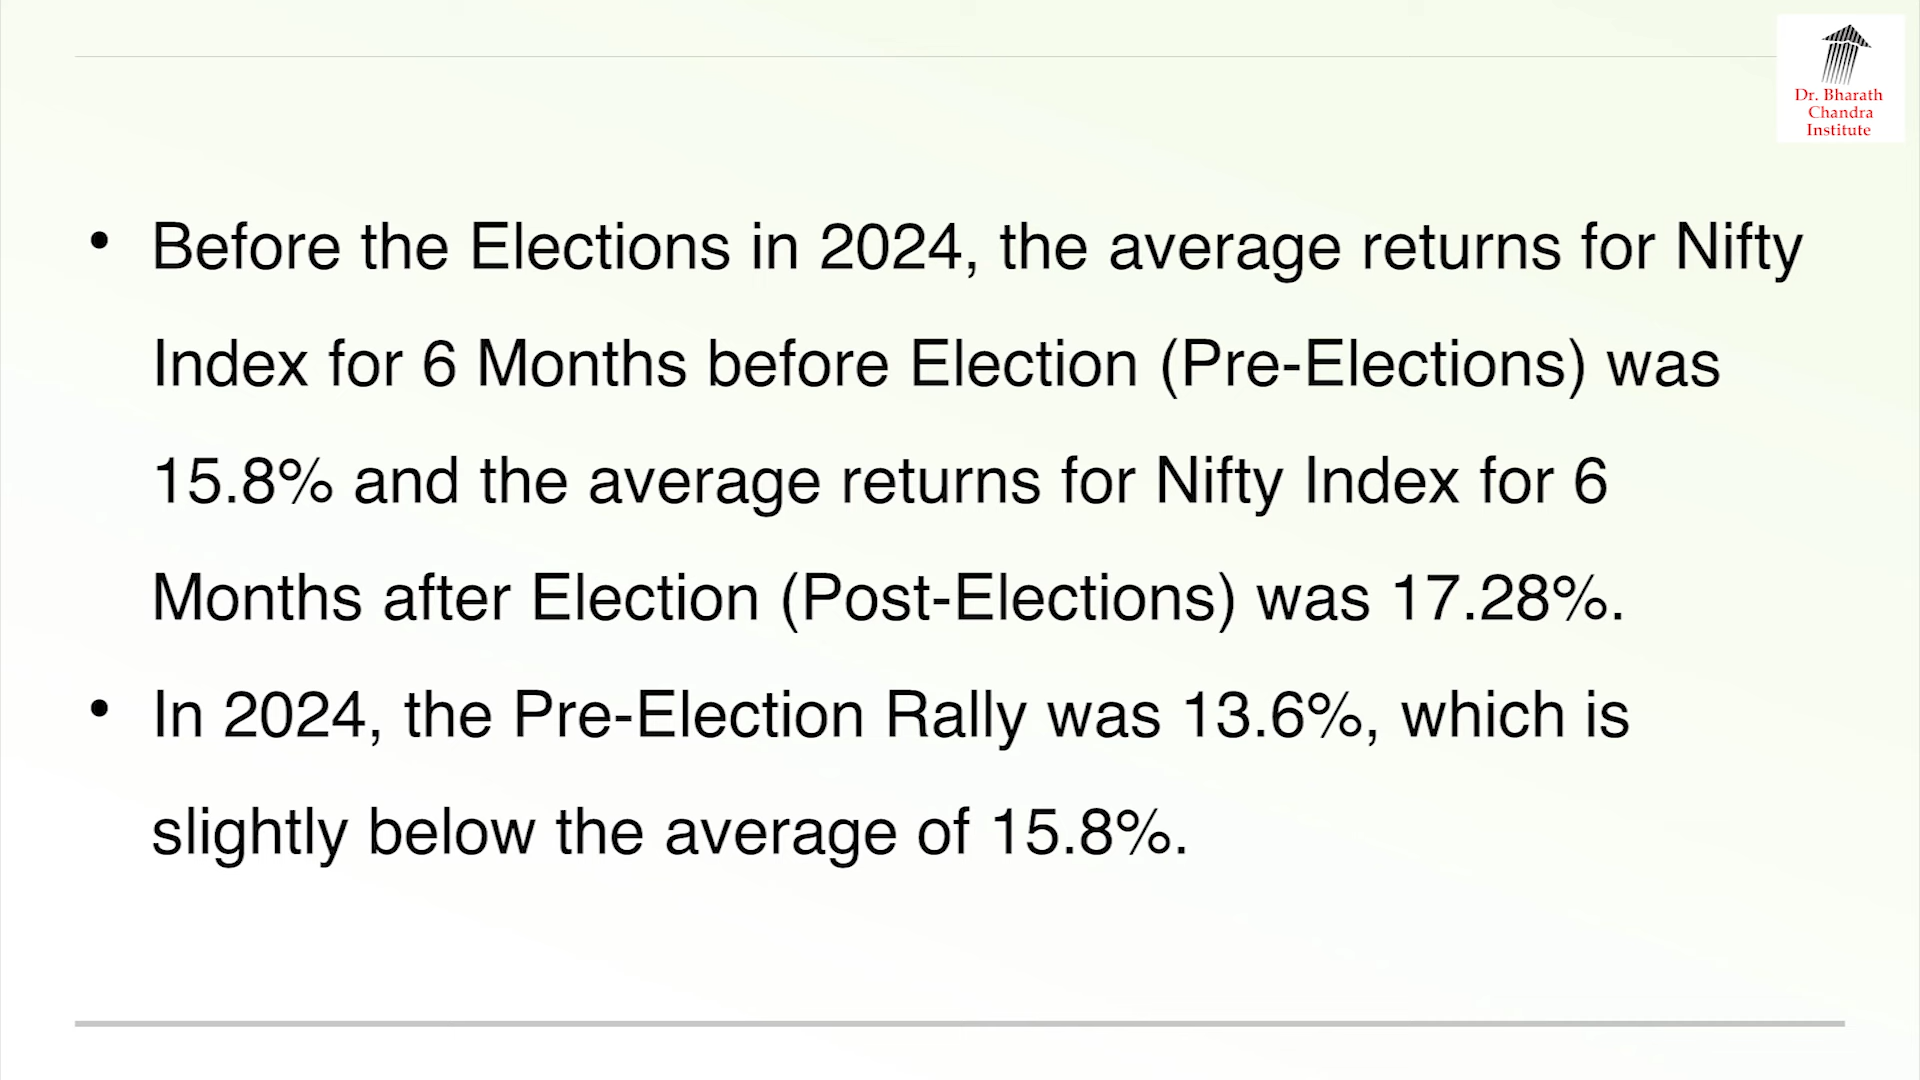 Dr. Bharath
Chandra
Institute
• Before the Elections in 2024, the average returns for Nifty
Index for 6 Months before Election (Pre-Elections) was
15.8% and the average returns for Nifty Index for 6
Months after Election (Post-Elections) was 17.28%.
• In 2024, the Pre-Election Rally was 13.6%, which is
slightly below the average of 15.8%.